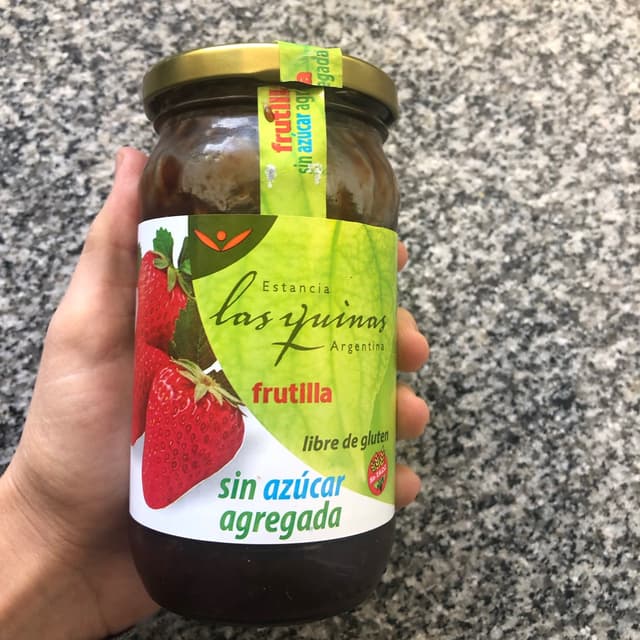 frutilla
sin azúcar agregada
Estancia
las quinas
Argentina
frutilla
libre de gluten
sin azúcar
agregada